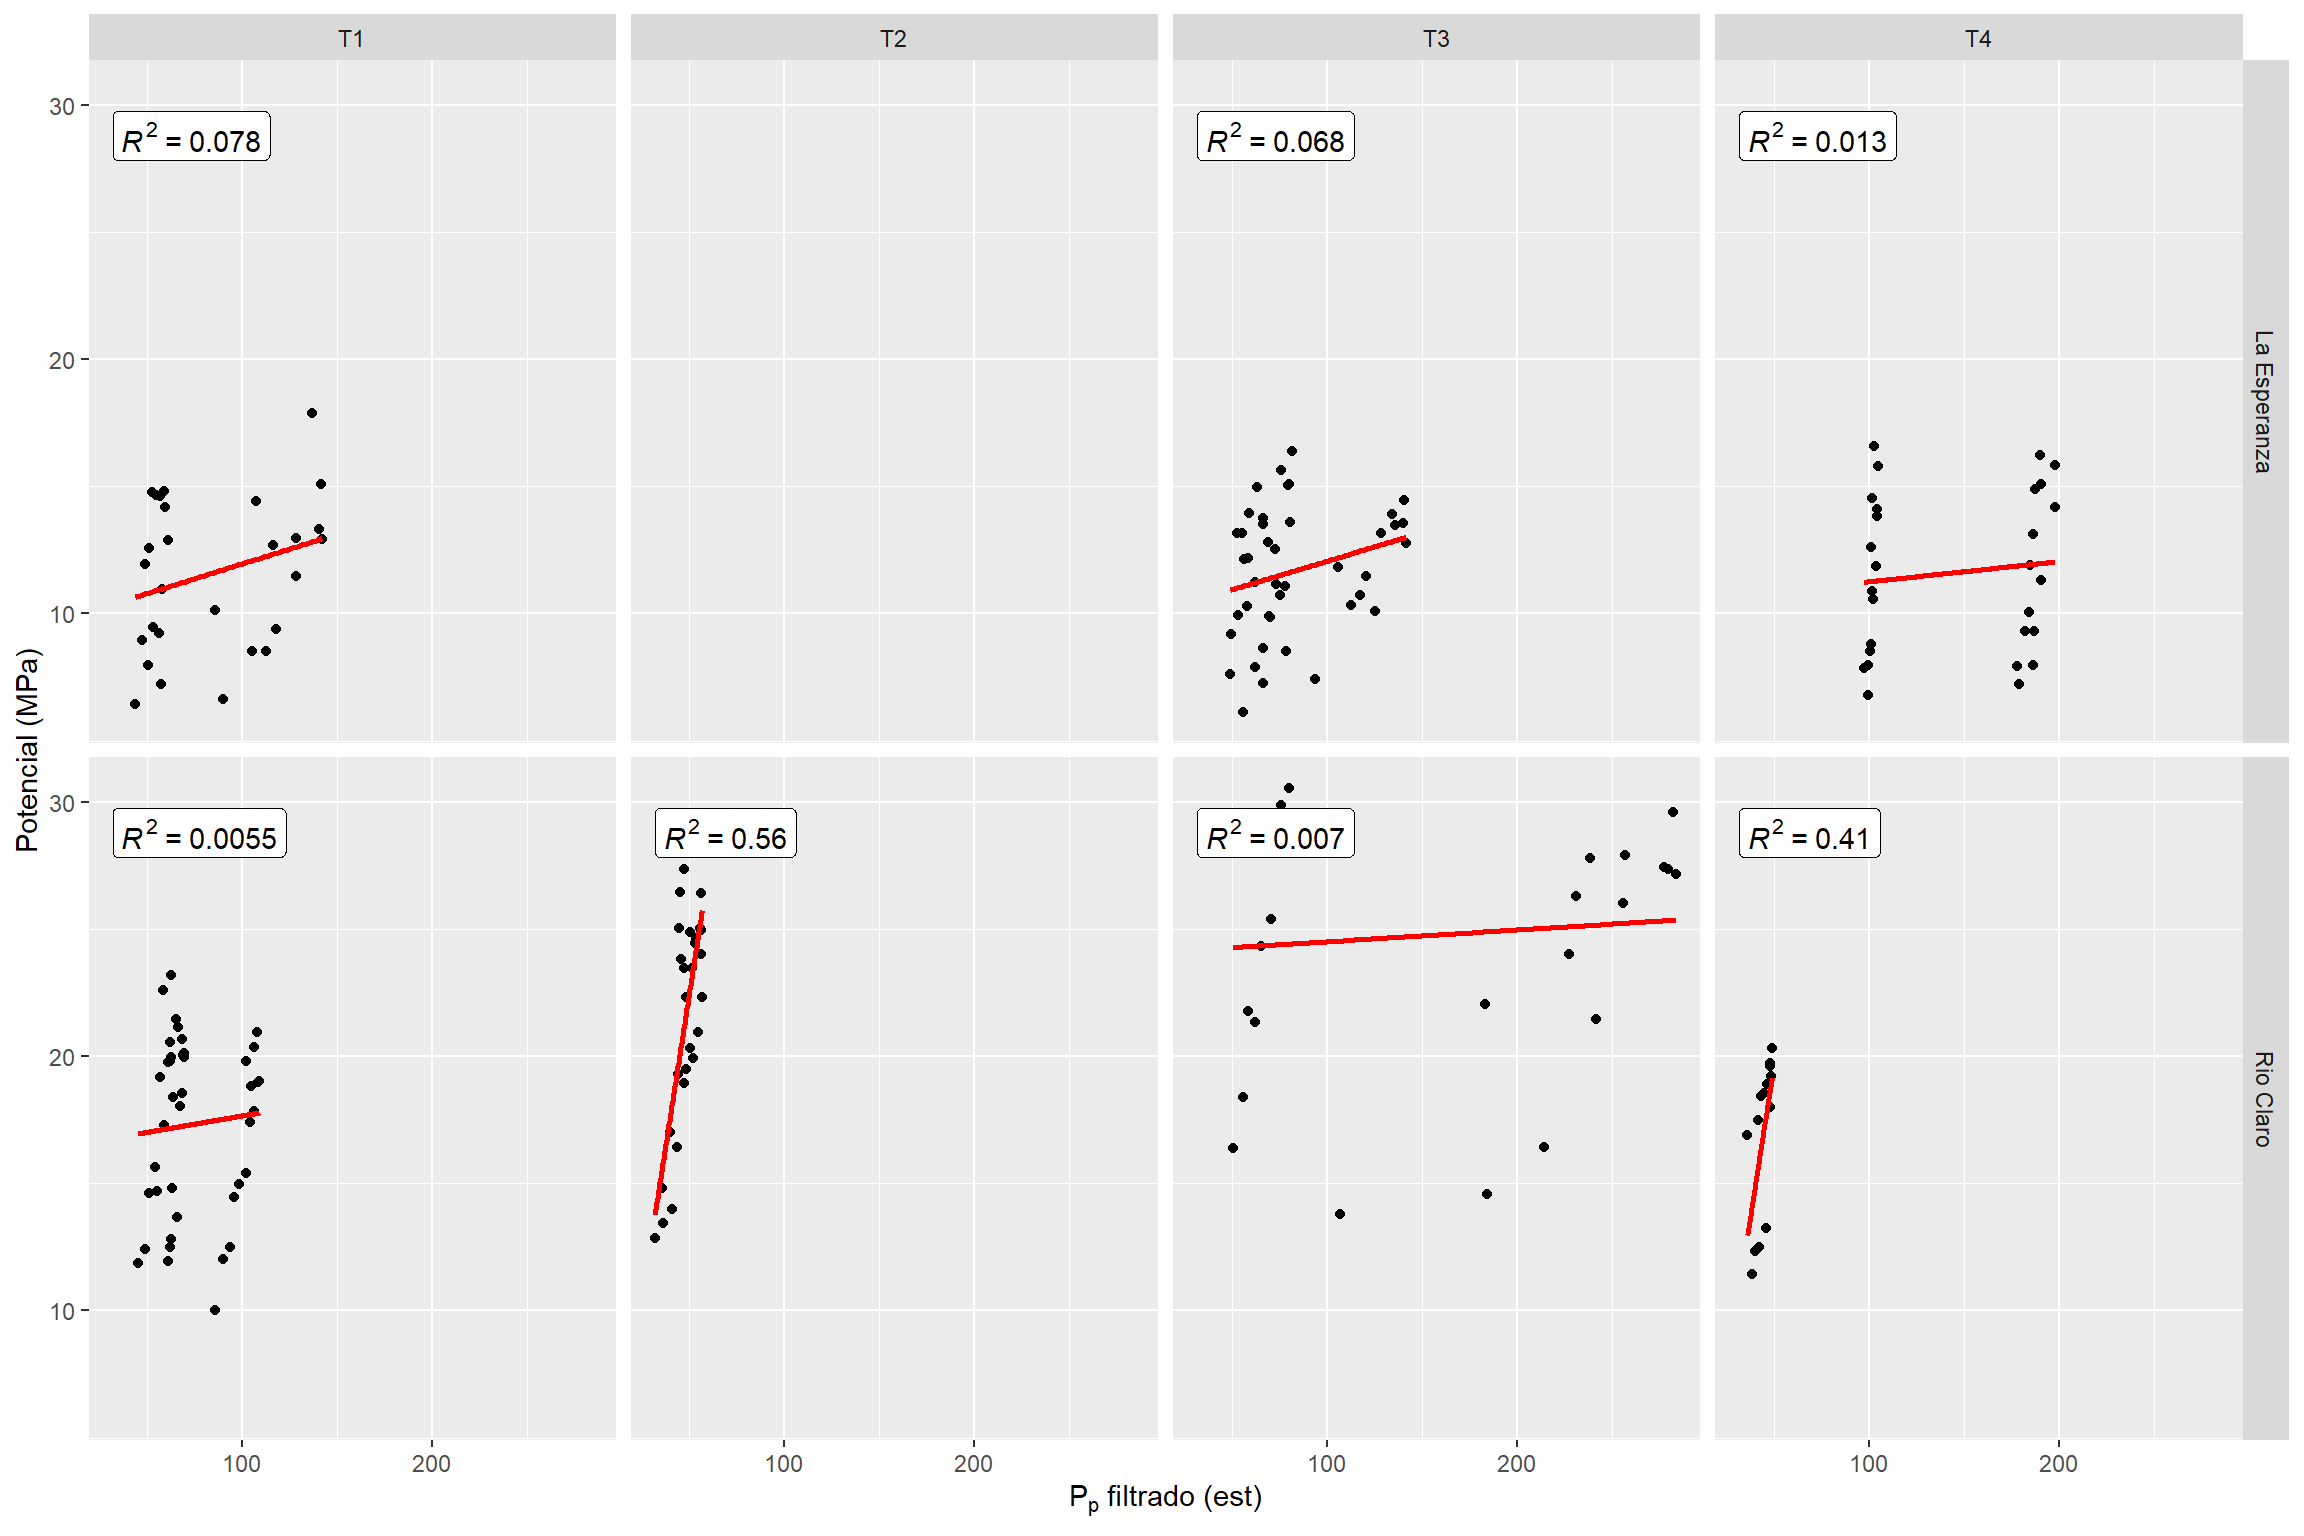 T1 T2 T3 T4
30
R² = 0.078 R² = 0.068 R² = 0.013
20
10
La Esperanza
Potencial (MPa)
30
R² = 0.0055 R² = 0.56 R² = 0.007 R² = 0.41
20
10
Rio Claro
100 200 100 200 100 200 100 200
Pp filtrado (est)